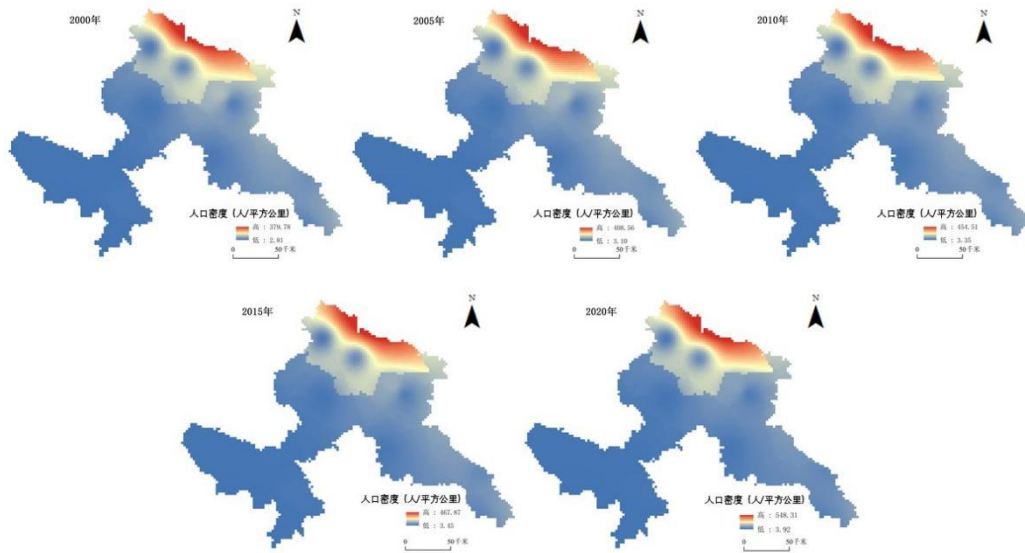 2000年
N
人口密度 (人/平方公里)
高 : 379.78
低 : 2.81
0 50千米
2005年
N
人口密度 (人/平方公里)
高 : 408.56
低 : 3.10
0 50千米
2010年
N
人口密度 (人/平方公里)
高 : 454.51
低 : 3.35
0 50千米
2015年
N
人口密度 (人/平方公里)
高 : 467.87
低 : 3.45
0 50千米
2020年
N
人口密度 (人/平方公里)
高 : 548.31
低 : 3.92
0 50千米